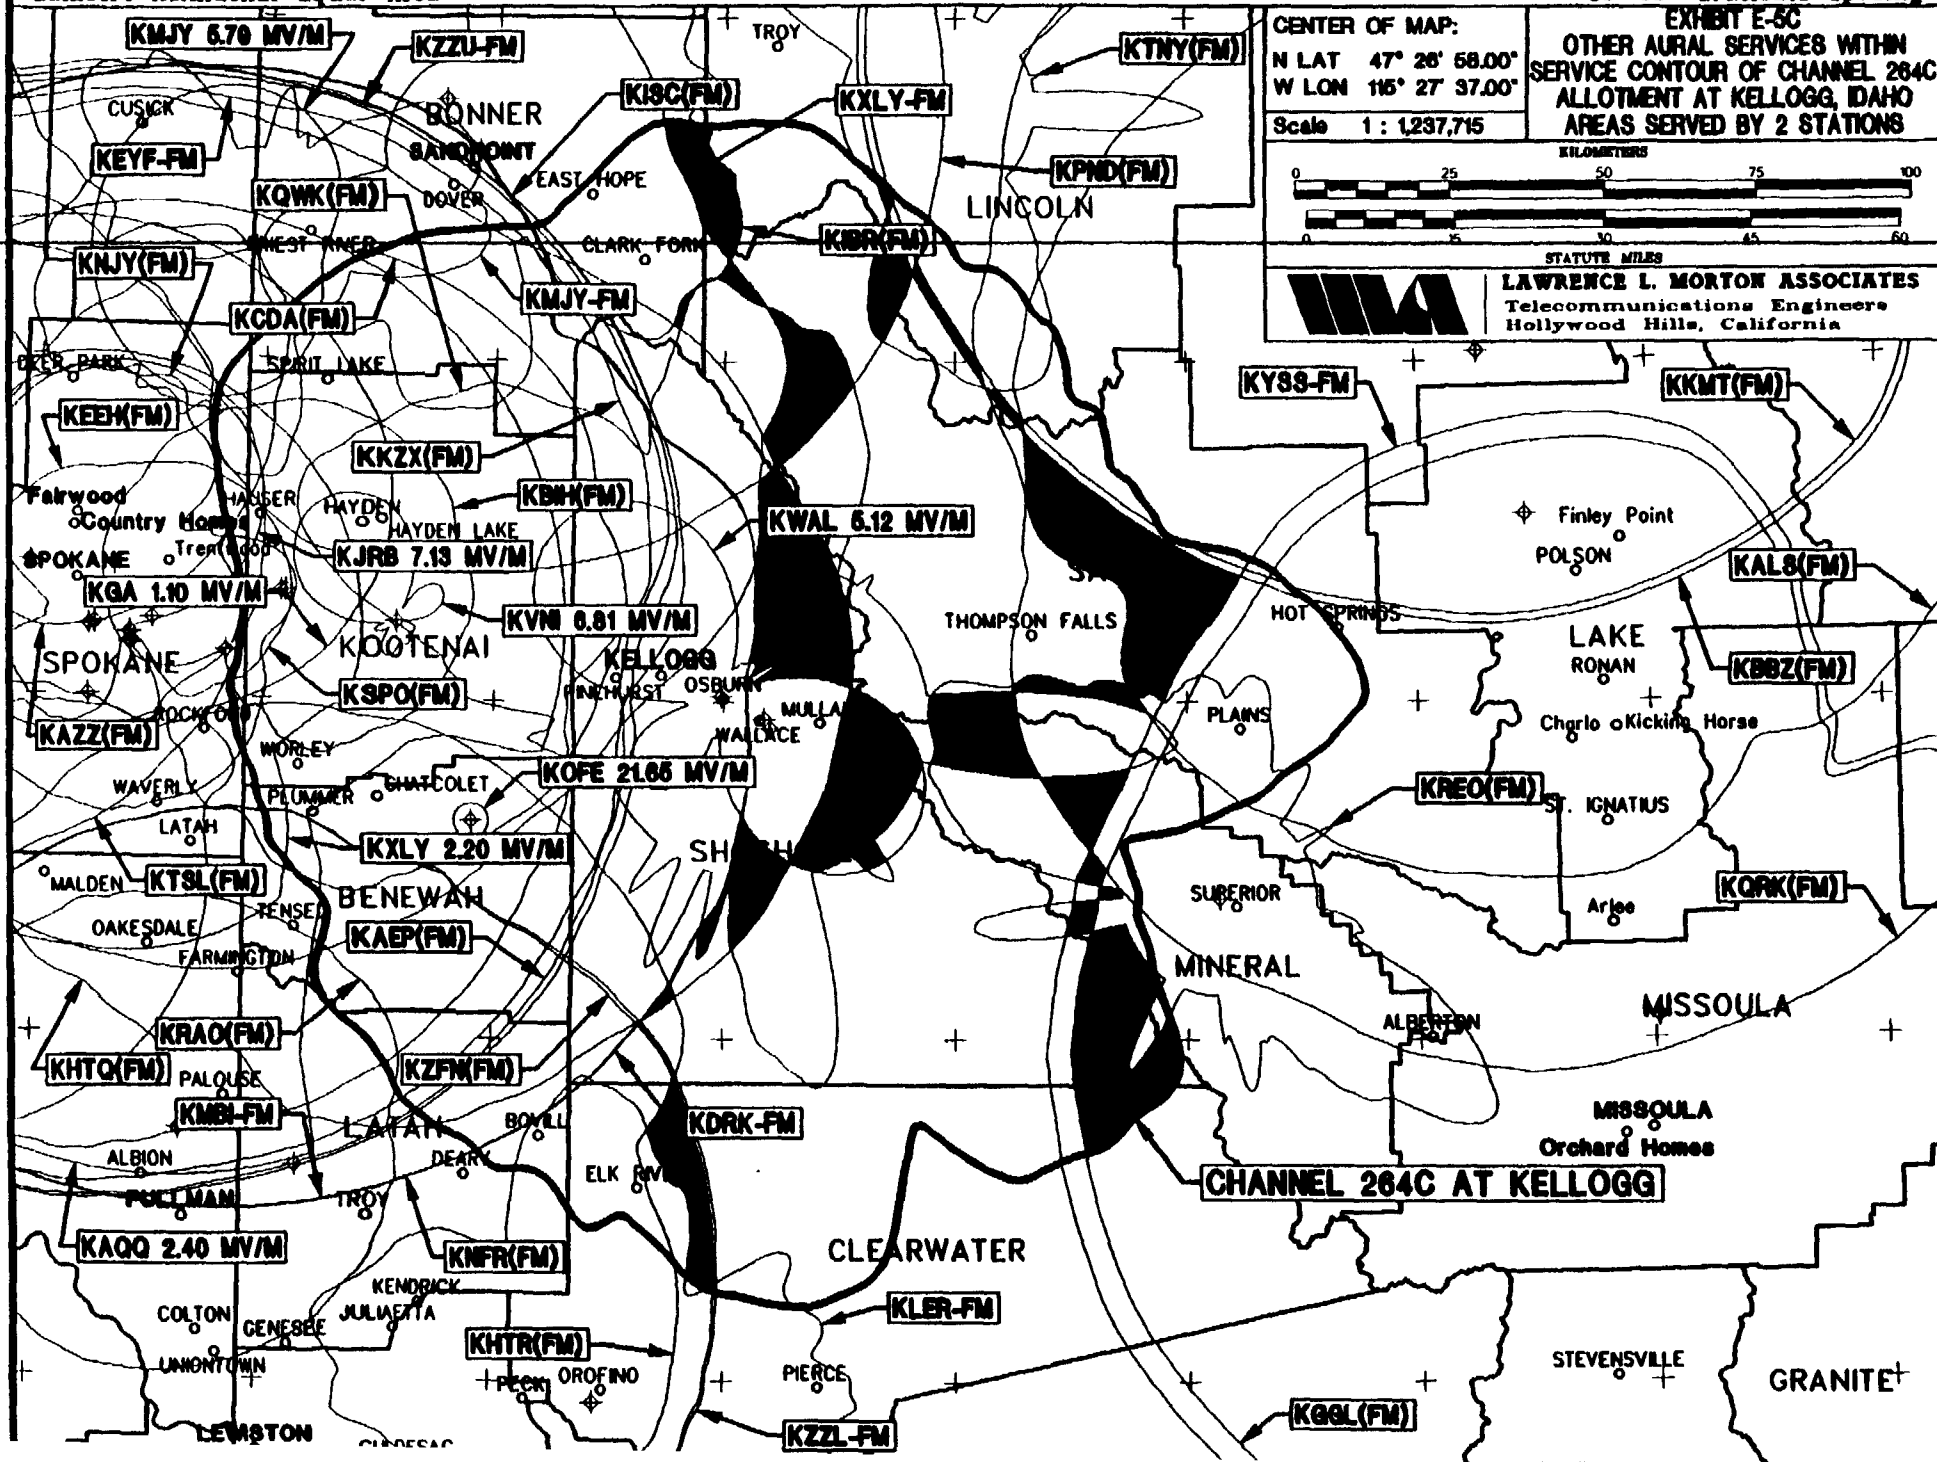 CENTER OF MAP:
N LAT 47° 26' 58.00"
W LON 115° 27' 37.00"
Scale 1 : 1,237,715
EXHIBIT E-5C
OTHER AURAL SERVICES WITHIN
SERVICE CONTOUR OF CHANNEL 264C
ALLOTMENT AT KELLOGG, IDAHO
AREAS SERVED BY 2 STATIONS
KILOMETERS
0 25 50 75 100
0 15 30 45 60
STATUTE MILES
LAWRENCE L. MORTON ASSOCIATES
Telecommunications Engineers
Hollywood Hills, California
KMJY 5.79 MV/M
KZZU-FM
TROY
KTNY(FM)
CUSICK
BONNER
KISC(FM)
KXLY-FM
KEYF-FM
SANDPOINT
EAST HOPE
KPND(FM)
KQWK(FM)
DOVER
LINCOLN
CLARK FORK
KIBR(FM)
KNJY(FM)
KCDA(FM)
KMJY-FM
DEER PARK
SPIRIT LAKE
KYSS-FM
KKMT(FM)
KEEH(FM)
KKZX(FM)
Fairwood
HAUSER
HAYDEN
KBIH(FM)
KWAL 5.12 MV/M
Finley Point
Country Homes
HAYDEN LAKE
SPOKANE
Trentwood
KJRB 7.13 MV/M
POLSON
KALS(FM)
KGA 1.10 MV/M
KVNI 6.81 MV/M
THOMPSON FALLS
HOT SPRINGS
SPOKANE
KOOTENAI
KELLOGG
LAKE
RONAN
KBBZ(FM)
KSPO(FM)
PINEHURST
OSBURN
KAZZ(FM)
ROCKFORD
MULLAN
WALLACE
PLAINS
Charlo
Kicking Horse
WORLEY
KOFE 21.65 MV/M
WAVERLY
PLUMMER
CHATCOLET
KREO(FM)
ST. IGNATIUS
LATAH
KXLY 2.20 MV/M
MALDEN
KTSL(FM)
BENEWAH
SUPERIOR
KQRK(FM)
OAKESDALE
KAEP(FM)
Arlee
FARMINGTON
MINERAL
MISSOULA
KRAO(FM)
ALBERTON
KHTQ(FM)
PALOUSE
KZFN(FM)
KMBI-FM
LATAH
BOVILL
KDRK-FM
MISSOULA
Orchard Homes
ALBION
DEARY
ELK RIV
CHANNEL 264C AT KELLOGG
PULLMAN
TROY
KAQQ 2.40 MV/M
KNFR(FM)
CLEARWATER
KENDRICK
COLTON
JULIAETTA
KLER-FM
GENESEE
KHTR(FM)
UNIONTOWN
PECK
OROFINO
PIERCE
STEVENSVILLE
GRANITE
KGGL(FM)
LEWISTON
KZZL-FM